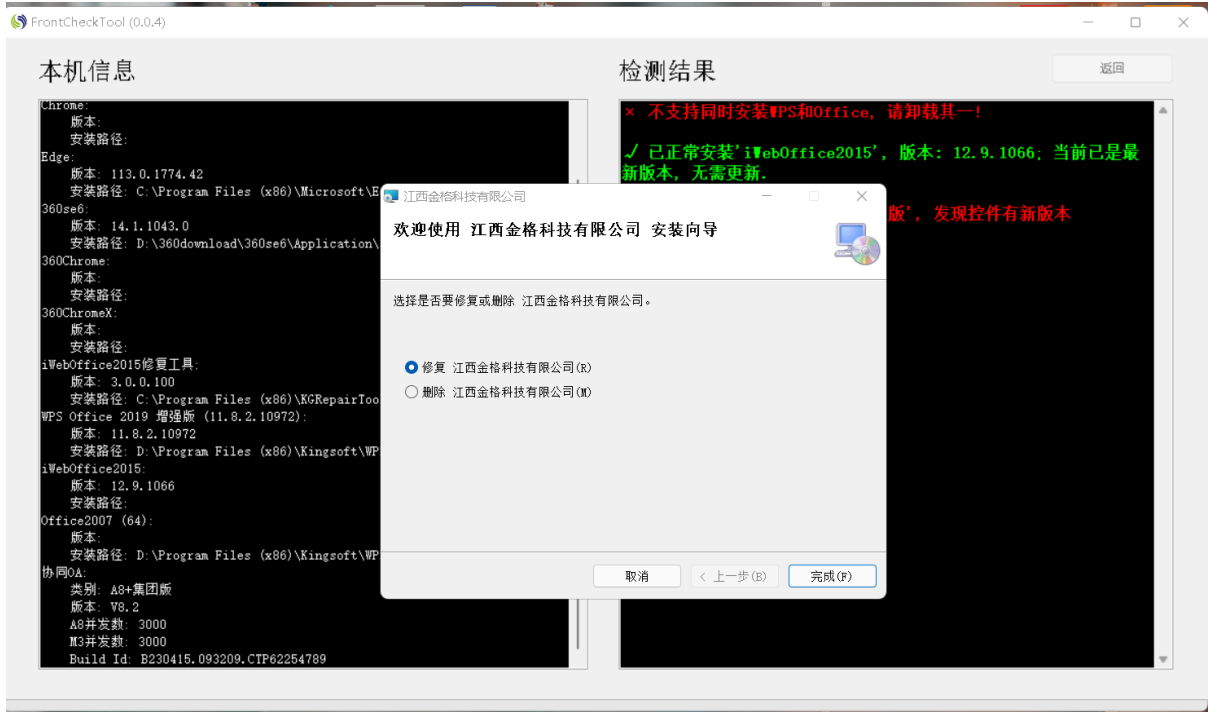 FrontCheckTool (0.0.4)
本机信息
Chrome:
版本:
安装路径:
Edge:
版本: 113.0.1774.42
安装路径: C:\Program Files (x86)\Microsoft\E
360se6:
版本: 14.1.1043.0
安装路径: D:\360download\360se6\Application\
360Chrome:
版本:
安装路径:
360ChromeX:
版本:
安装路径:
iWebOffice2015修复工具:
版本: 3.0.0.100
安装路径: C:\Program Files (x86)\KGRepairToo
WPS Office 2019 增强版 (11.8.2.10972):
版本: 11.8.2.10972
安装路径: D:\Program Files (x86)\Kingsoft\WP
iWebOffice2015:
版本: 12.9.1066
安装路径:
Office2007 (64):
版本:
安装路径: D:\Program Files (x86)\Kingsoft\WP
协同OA:
类别: A8+集团版
版本: V8.2
A8并发数: 3000
M3并发数: 3000
Build Id: B230415.093209.CTP62254789
检测结果
返回
× 不支持同时安装WPS和Office, 请卸载其一!
√ 已正常安装'iWebOffice2015', 版本: 12.9.1066; 当前已是最
新版本, 无需更新.
版', 发现控件有新版本
江西金格科技有限公司
欢迎使用 江西金格科技有限公司 安装向导
选择是否要修复或删除 江西金格科技有限公司。
修复 江西金格科技有限公司(R)
删除 江西金格科技有限公司(M)
取消
< 上一步(B)
完成(F)